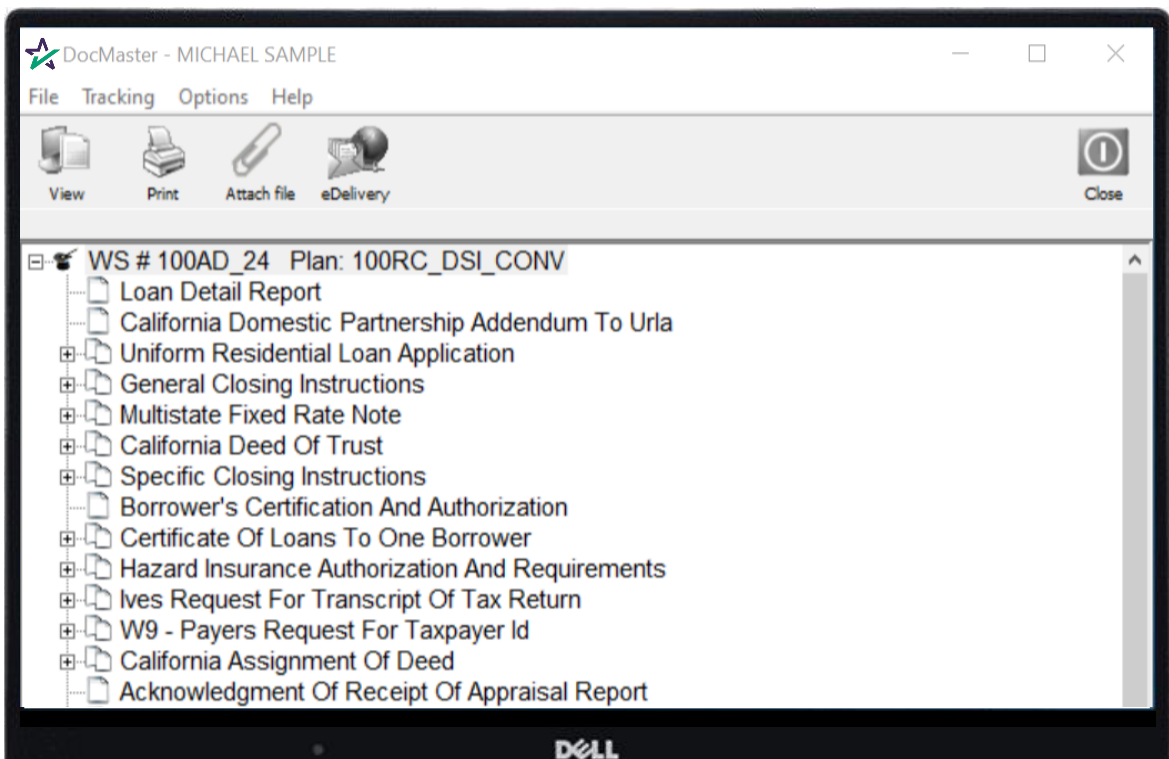 DocMaster - MICHAEL SAMPLE
File Tracking Options Help
View Print Attach file eDelivery Close
WS # 100AD_24 Plan: 100RC_DSI_CONV
Loan Detail Report
California Domestic Partnership Addendum To Urla
Uniform Residential Loan Application
General Closing Instructions
Multistate Fixed Rate Note
California Deed Of Trust
Specific Closing Instructions
Borrower's Certification And Authorization
Certificate Of Loans To One Borrower
Hazard Insurance Authorization And Requirements
Ives Request For Transcript Of Tax Return
W9 - Payers Request For Taxpayer Id
California Assignment Of Deed
Acknowledgment Of Receipt Of Appraisal Report
DELL